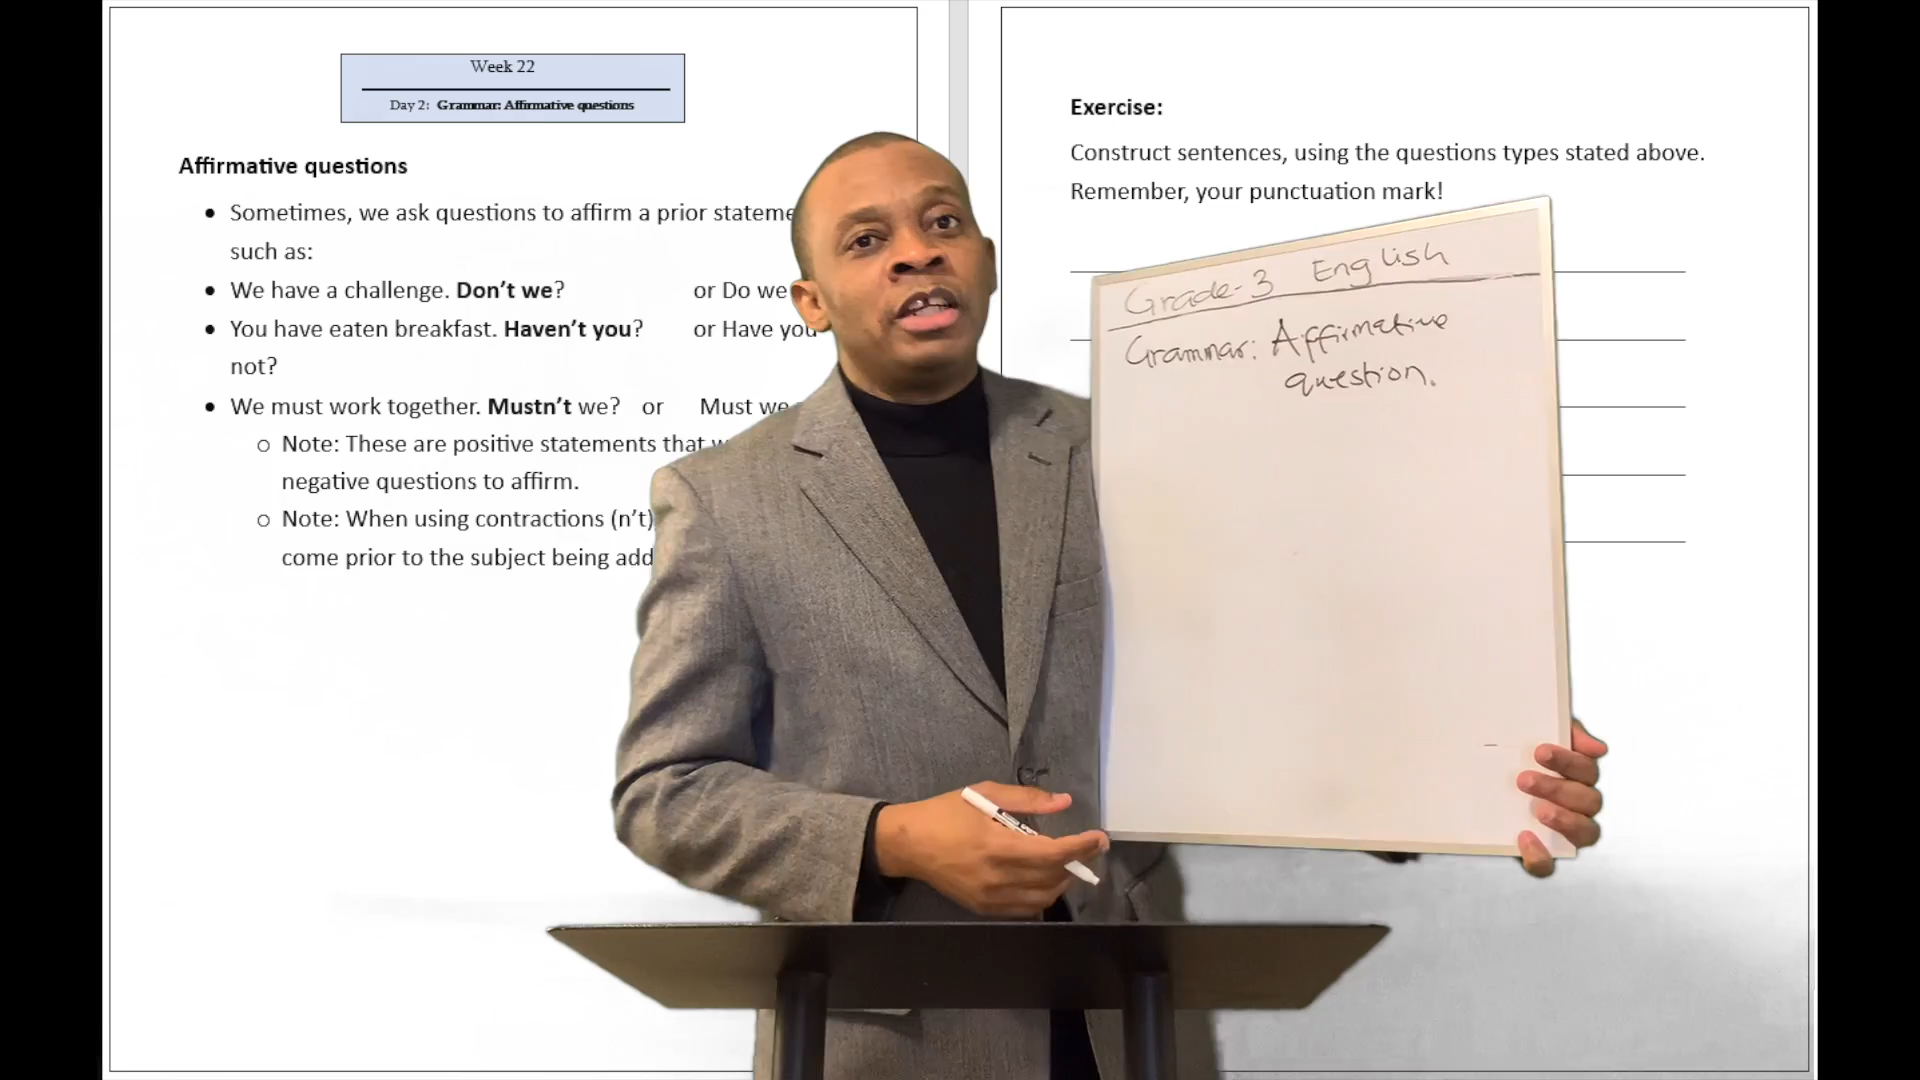 Week 22
Day 2: Grammar: Affirmative questions
Affirmative questions
• Sometimes, we ask questions to affirm a prior
such as:
• We have a challenge. Don't we? or Do we
• You have eaten breakfast. Haven't you? or Have you
not?
• We must work together. Mustn't we? or Must we
o Note: These are positive statements that
negative questions to affirm.
o Note: When using contractions (n't)
come prior to the subject being
Exercise:
Construct sentences, using the questions types stated above.
Remember, your punctuation mark!
Grade-3 English
Grammar: Affirmative
question.